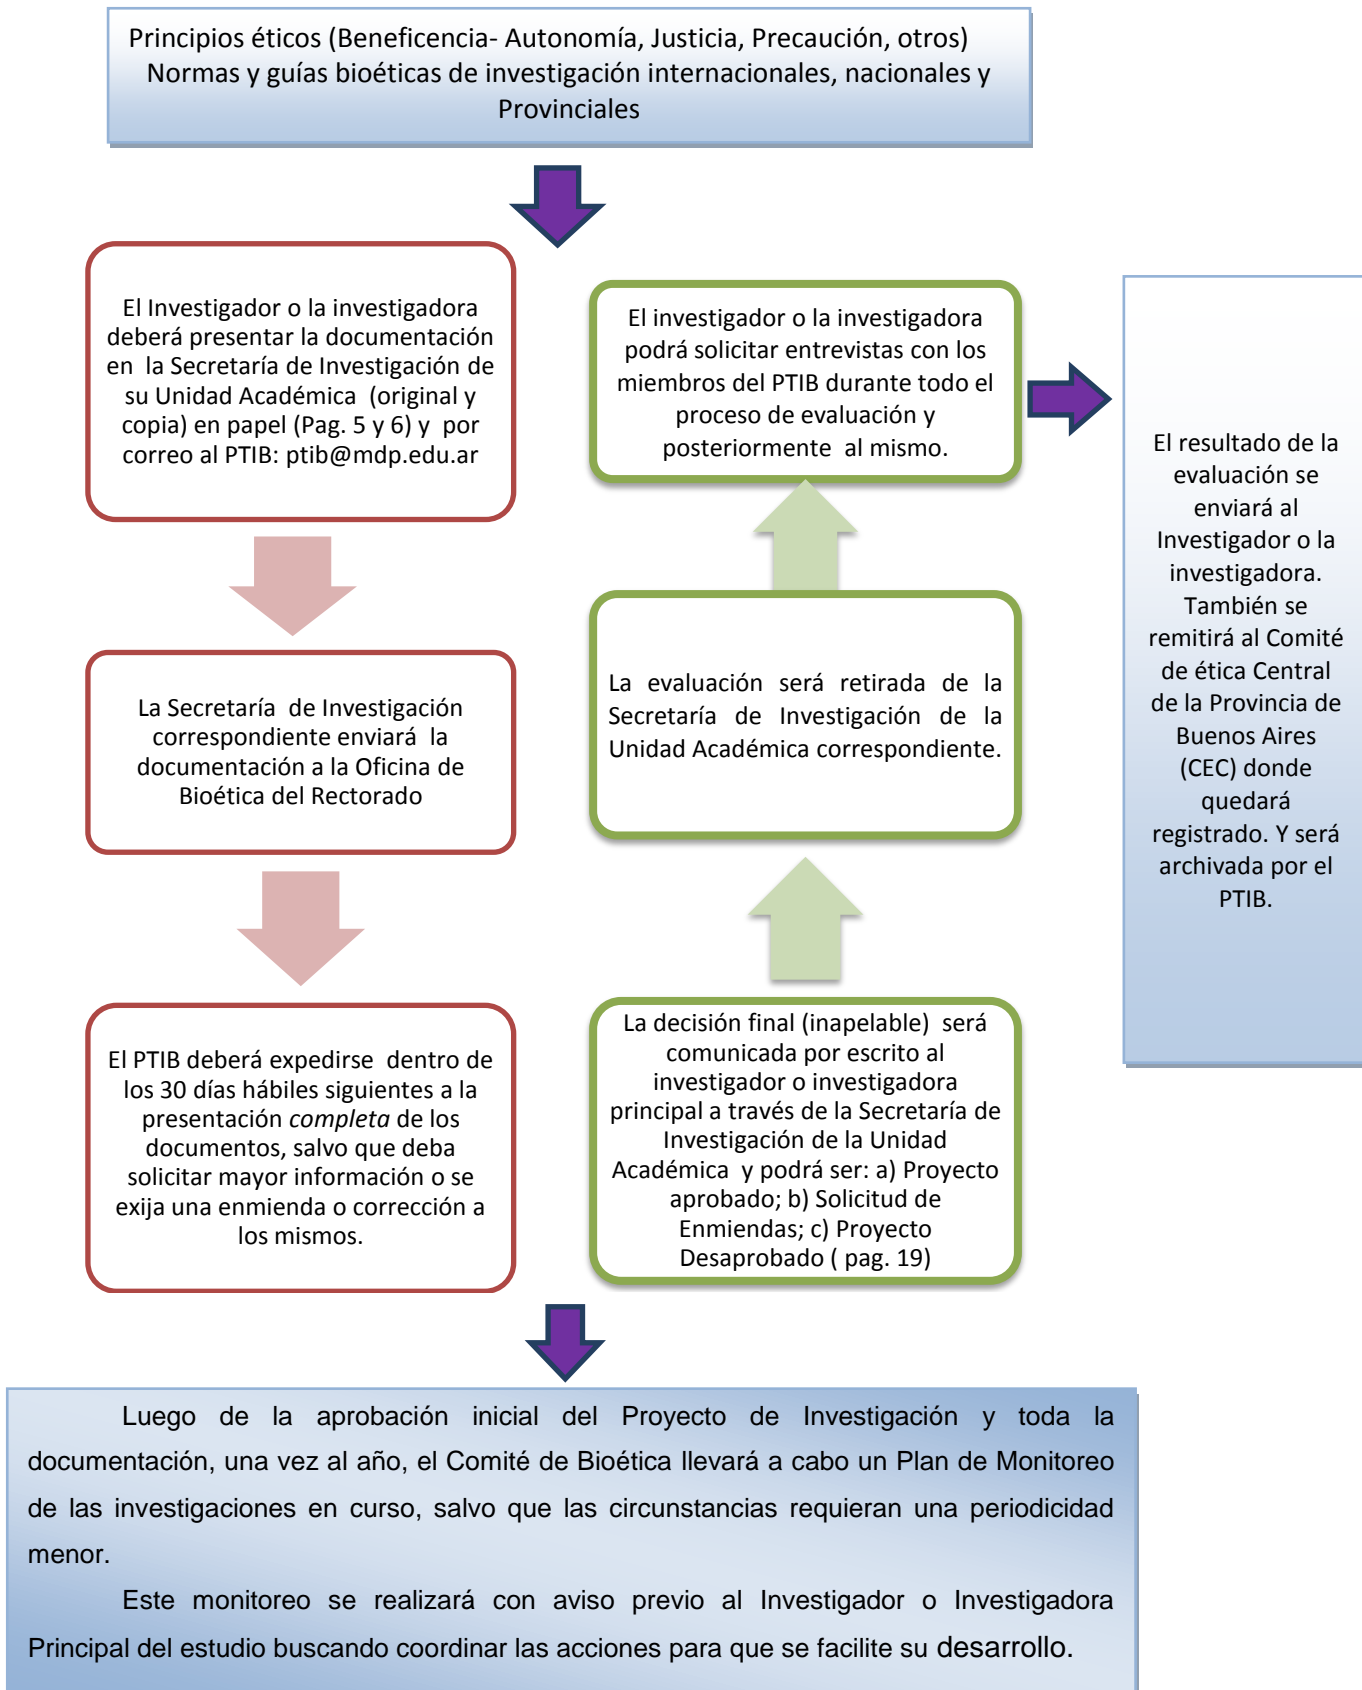 Principios éticos (Beneficencia- Autonomía, Justicia, Precaución, otros)
Normas y guías bioéticas de investigación internacionales, nacionales y
Provinciales
El Investigador o la investigadora
deberá presentar la documentación
en la Secretaría de Investigación de
su Unidad Académica (original y
copia) en papel (Pag. 5 y 6) y por
correo al PTIB: ptib@mdp.edu.ar
La Secretaría de Investigación
correspondiente enviará la
documentación a la Oficina de
Bioética del Rectorado
El PTIB deberá expedirse dentro de
los 30 días hábiles siguientes a la
presentación completa de los
documentos, salvo que deba
solicitar mayor información o se
exija una enmienda o corrección a
los mismos.
La decisión final (inapelable) será
comunicada por escrito al
investigador o investigadora
principal a través de la Secretaría de
Investigación de la Unidad
Académica y podrá ser: a) Proyecto
aprobado; b) Solicitud de
Enmiendas; c) Proyecto
Desaprobado ( pag. 19)
La evaluación será retirada de la
Secretaría de Investigación de la
Unidad Académica correspondiente.
El investigador o la investigadora
podrá solicitar entrevistas con los
miembros del PTIB durante todo el
proceso de evaluación y
posteriormente al mismo.
El resultado de la
evaluación se
enviará al
Investigador o la
investigadora.
También se
remitirá al Comité
de ética Central
de la Provincia de
Buenos Aires
(CEC) donde
quedará
registrado. Y será
archivada por el
PTIB.
Luego de la aprobación inicial del Proyecto de Investigación y toda la
documentación, una vez al año, el Comité de Bioética llevará a cabo un Plan de Monitoreo
de las investigaciones en curso, salvo que las circunstancias requieran una periodicidad
menor.
Este monitoreo se realizará con aviso previo al Investigador o Investigadora
Principal del estudio buscando coordinar las acciones para que se facilite su desarrollo.